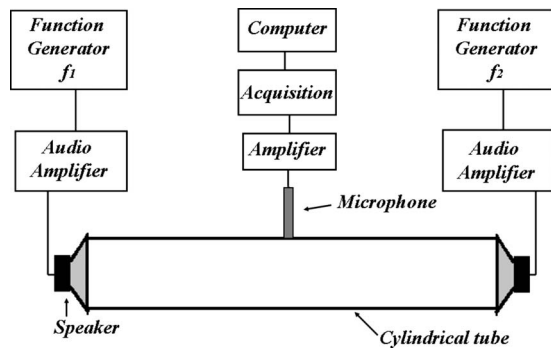 Function
Generator
f1
Audio
Amplifier
Computer
Acquisition
Amplifier
Microphone
Function
Generator
f2
Audio
Amplifier
Speaker
Cylindrical tube